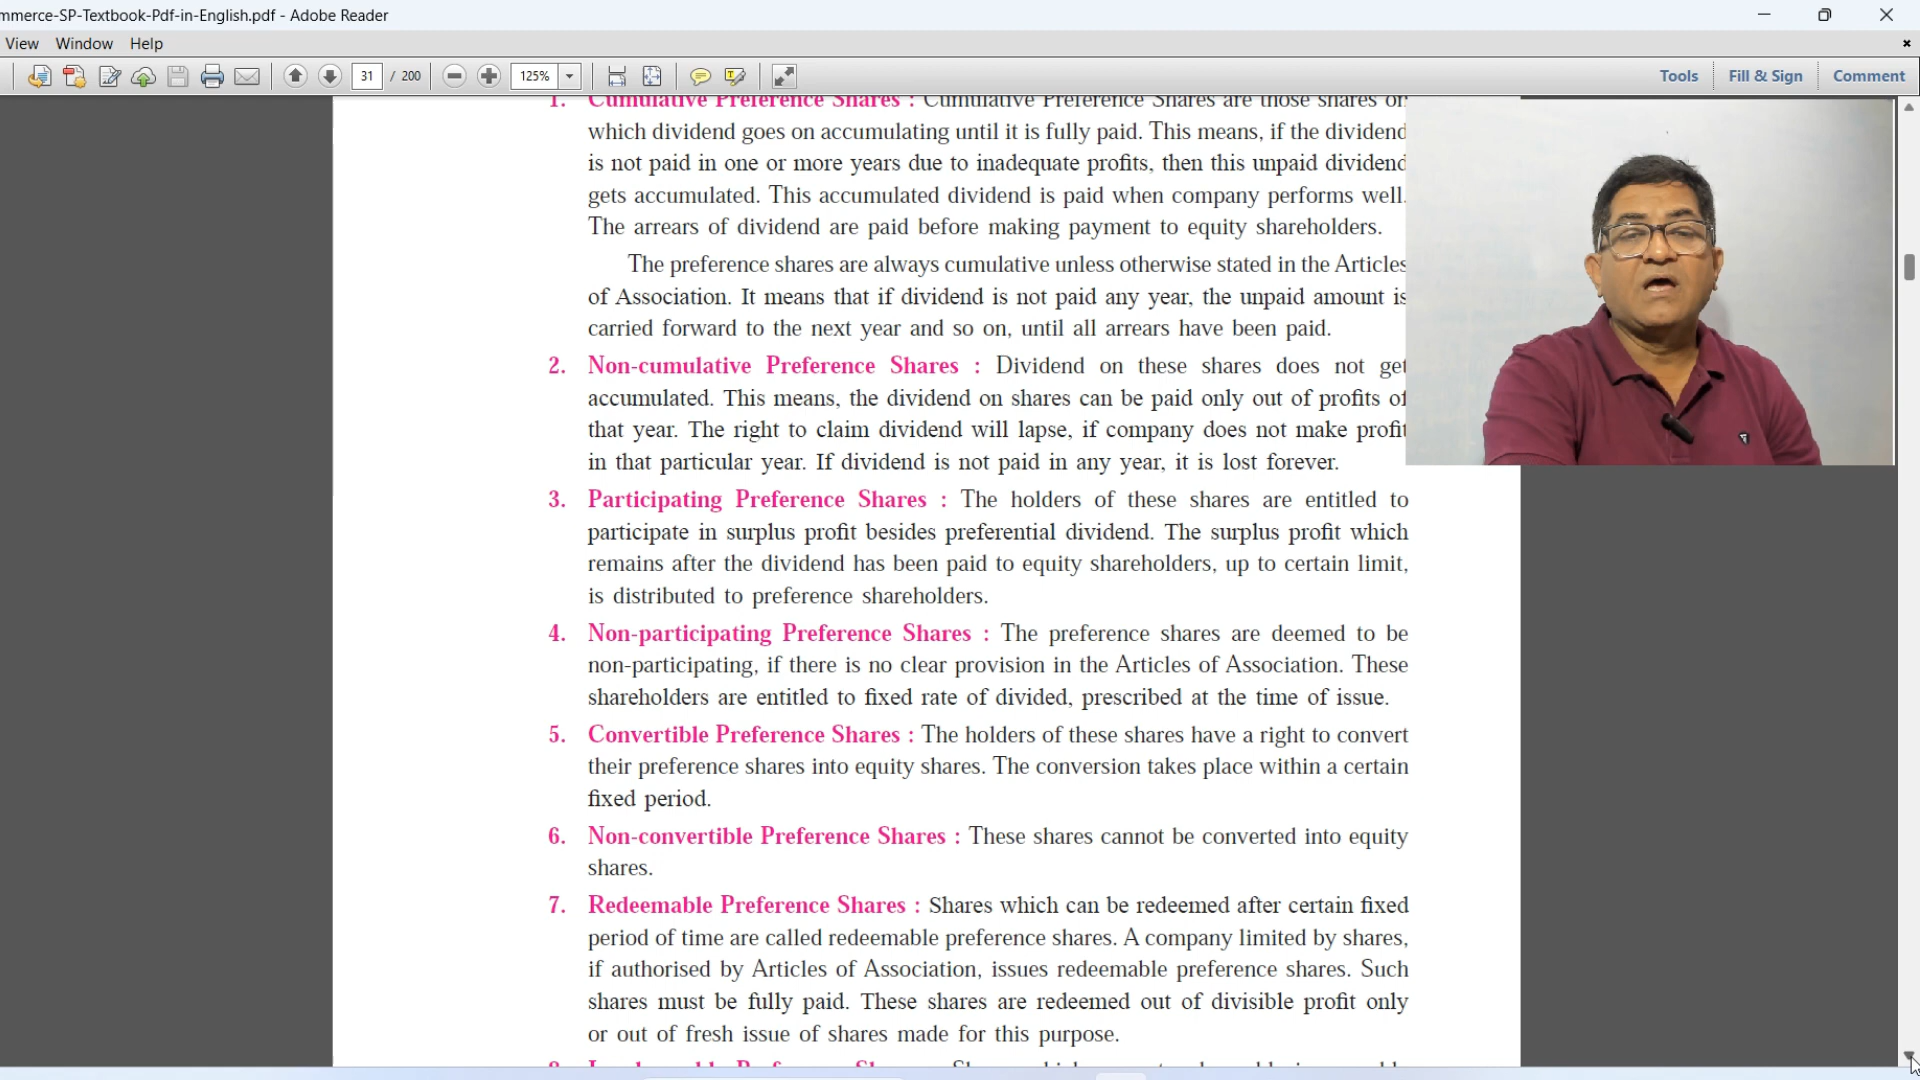 mmerce-SP-Textbook-Pdf-in-English.pdf - Adobe Reader
View Window Help
31 / 200 125% Tools Fill & Sign Comment
1. Cumulative Preference Shares : Cumulative Preference Shares are those shares on
which dividend goes on accumulating until it is fully paid. This means, if the dividend
is not paid in one or more years due to inadequate profits, then this unpaid dividend
gets accumulated. This accumulated dividend is paid when company performs well.
The arrears of dividend are paid before making payment to equity shareholders.
The preference shares are always cumulative unless otherwise stated in the Articles
of Association. It means that if dividend is not paid any year, the unpaid amount is
carried forward to the next year and so on, until all arrears have been paid.
2. Non-cumulative Preference Shares : Dividend on these shares does not get
accumulated. This means, the dividend on shares can be paid only out of profits of
that year. The right to claim dividend will lapse, if company does not make profit
in that particular year. If dividend is not paid in any year, it is lost forever.
3. Participating Preference Shares : The holders of these shares are entitled to
participate in surplus profit besides preferential dividend. The surplus profit which
remains after the dividend has been paid to equity shareholders, up to certain limit,
is distributed to preference shareholders.
4. Non-participating Preference Shares : The preference shares are deemed to be
non-participating, if there is no clear provision in the Articles of Association. These
shareholders are entitled to fixed rate of divided, prescribed at the time of issue.
5. Convertible Preference Shares : The holders of these shares have a right to convert
their preference shares into equity shares. The conversion takes place within a certain
fixed period.
6. Non-convertible Preference Shares : These shares cannot be converted into equity
shares.
7. Redeemable Preference Shares : Shares which can be redeemed after certain fixed
period of time are called redeemable preference shares. A company limited by shares,
if authorised by Articles of Association, issues redeemable preference shares. Such
shares must be fully paid. These shares are redeemed out of divisible profit only
or out of fresh issue of shares made for this purpose.